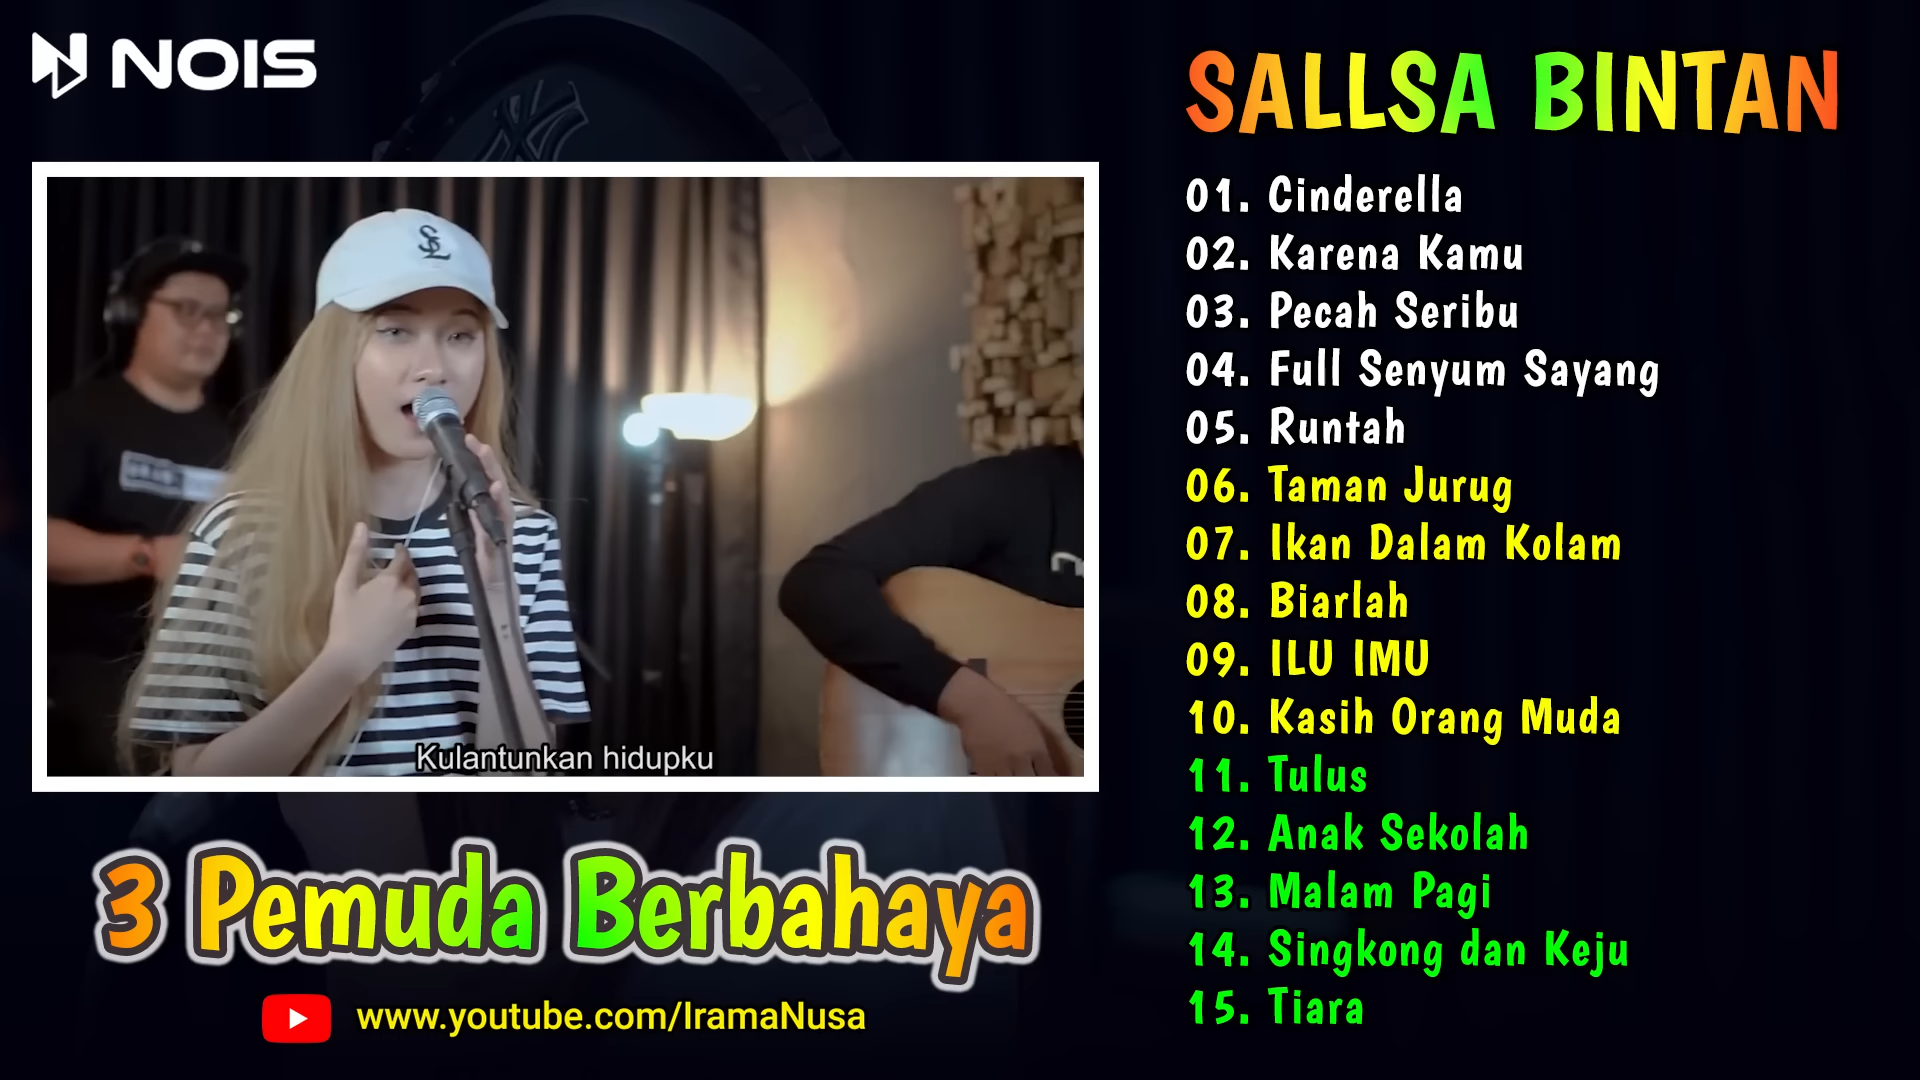 NOIS
SALLSA BINTAN
01. Cinderella
02. Karena Kamu
03. Pecah Seribu
04. Full Senyum Sayang
05. Runtah
06. Taman Jurug
07. Ikan Dalam Kolam
08. Biarlah
09. ILU IMU
10. Kasih Orang Muda
11. Tulus
12. Anak Sekolah
13. Malam Pagi
14. Singkong dan Keju
15. Tiara
Kulantunkan hidupku
3 Pemuda Berbahaya
www.youtube.com/IramaNusa